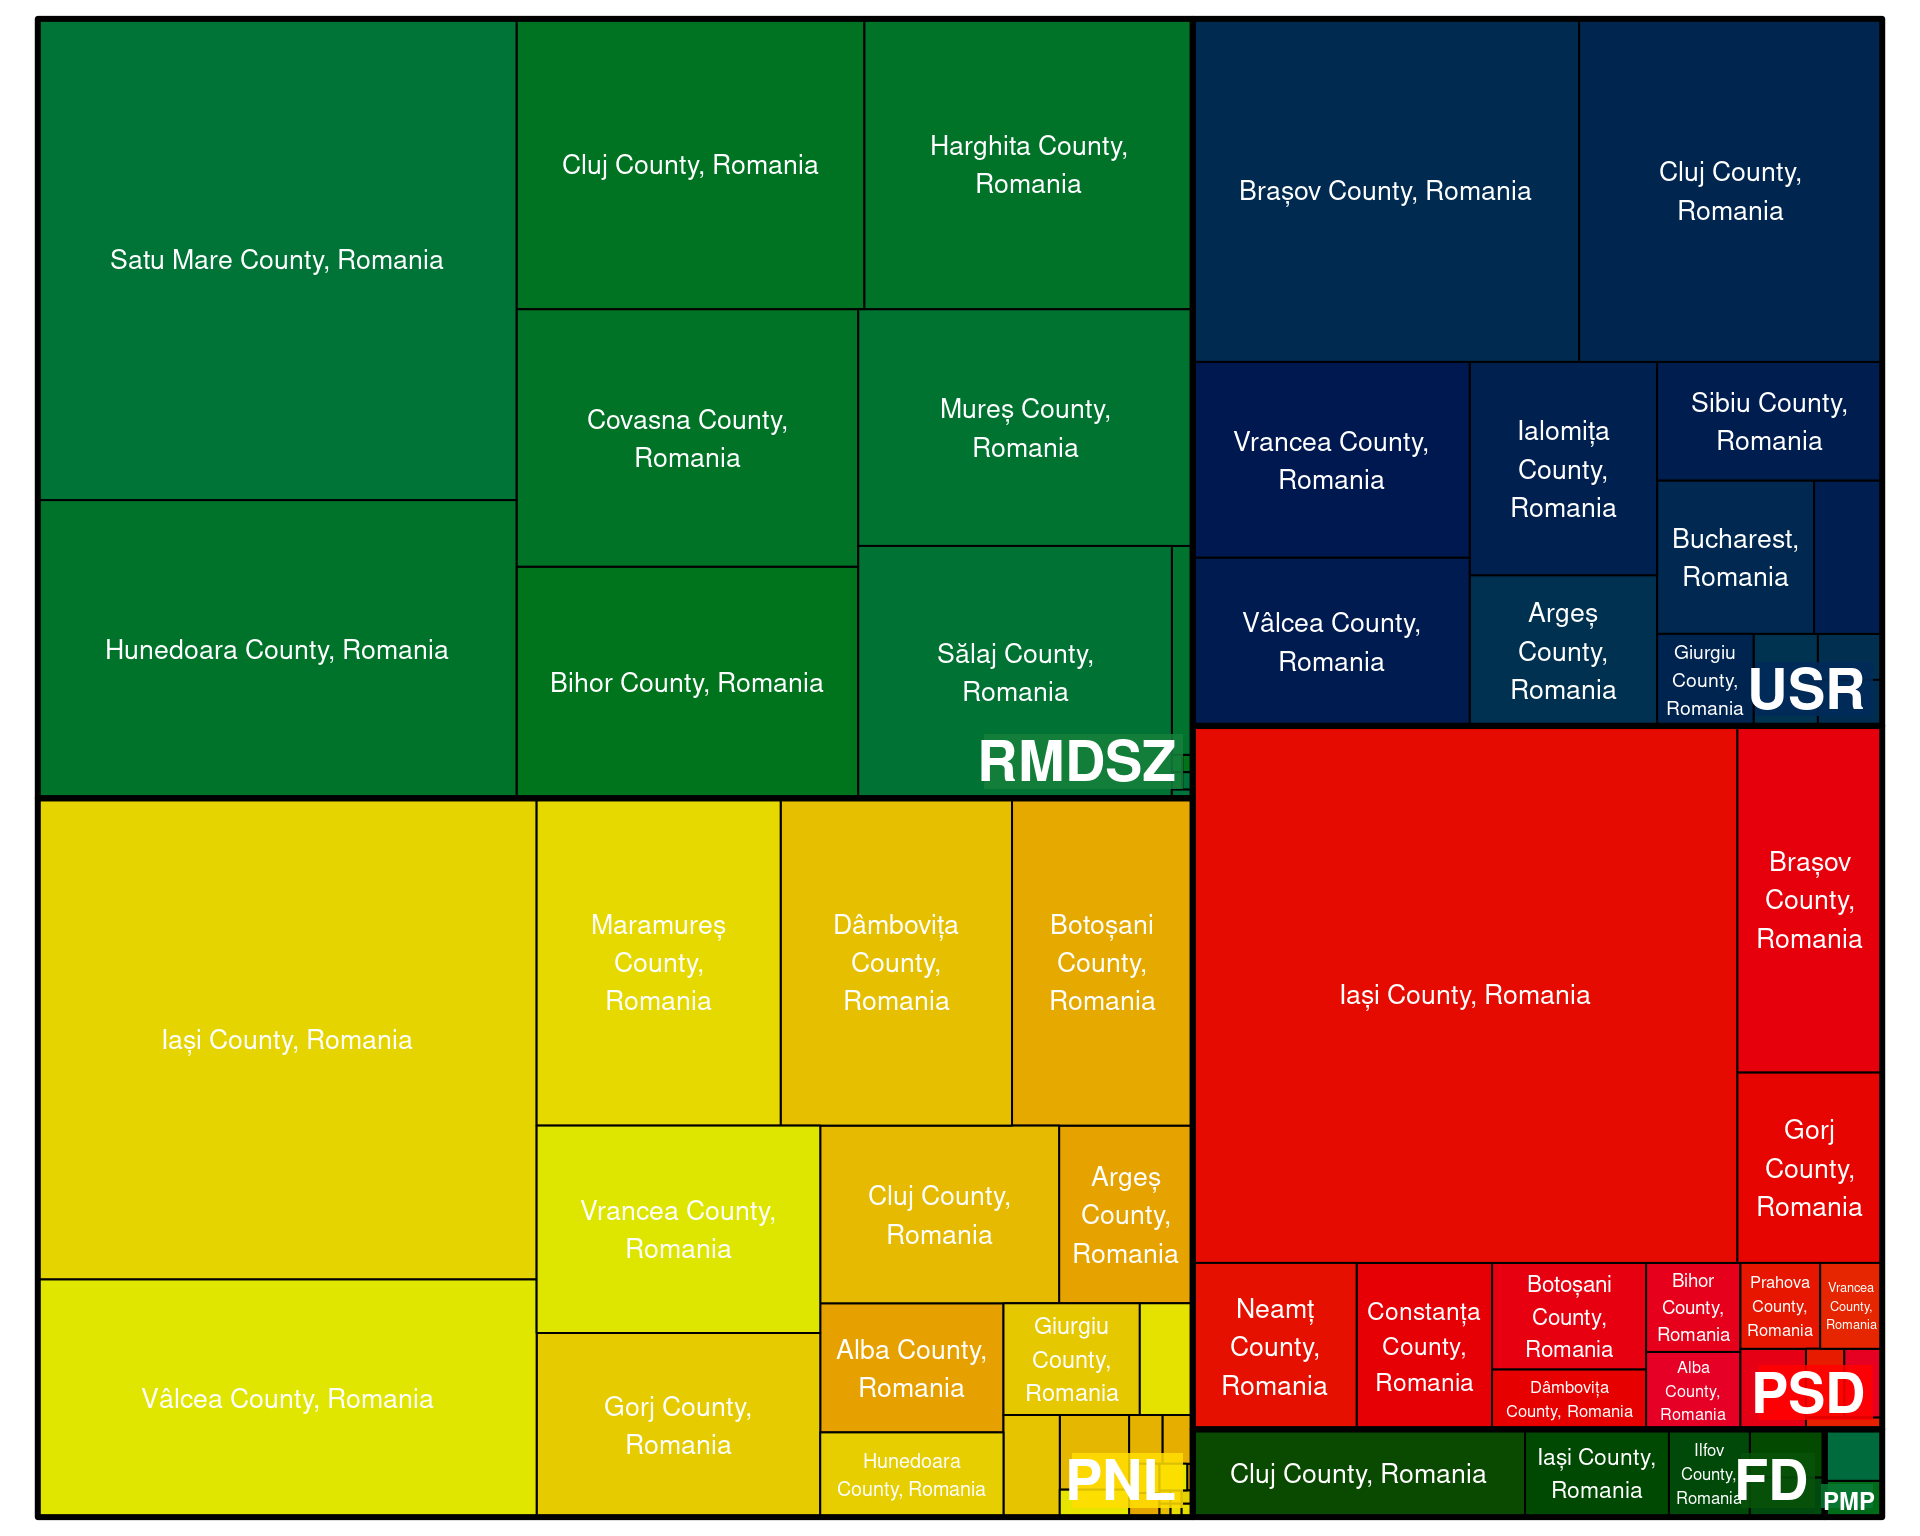 Satu Mare County, Romania
Hunedoara County, Romania
Cluj County, Romania
Harghita County,
Romania
Covasna County,
Romania
Mureș County,
Romania
Bihor County, Romania
Sălaj County,
Romania
RMDSZ
Brașov County, Romania
Cluj County,
Romania
Vrancea County,
Romania
Vâlcea County,
Romania
Ialomița
County,
Romania
Argeș
County,
Romania
Sibiu County,
Romania
Bucharest,
Romania
Giurgiu
County,
Romania
USR
Iași County, Romania
Vâlcea County, Romania
Maramureș
County,
Romania
Dâmbovița
County,
Romania
Botoșani
County,
Romania
Vrancea County,
Romania
Gorj County,
Romania
Cluj County,
Romania
Argeș
County,
Romania
Alba County,
Romania
Hunedoara
County, Romania
Giurgiu
County,
Romania
PNL
Iași County, Romania
Brașov
County,
Romania
Gorj
County,
Romania
Neamț
County,
Romania
Constanța
County,
Romania
Botoșani
County,
Romania
Dâmbovița
County, Romania
Bihor
County,
Romania
Alba
County,
Romania
Prahova
County,
Romania
Vrancea
County,
Romania
PSD
Cluj County, Romania
Iași County,
Romania
Ilfov
County,
Romania
FD
PMP